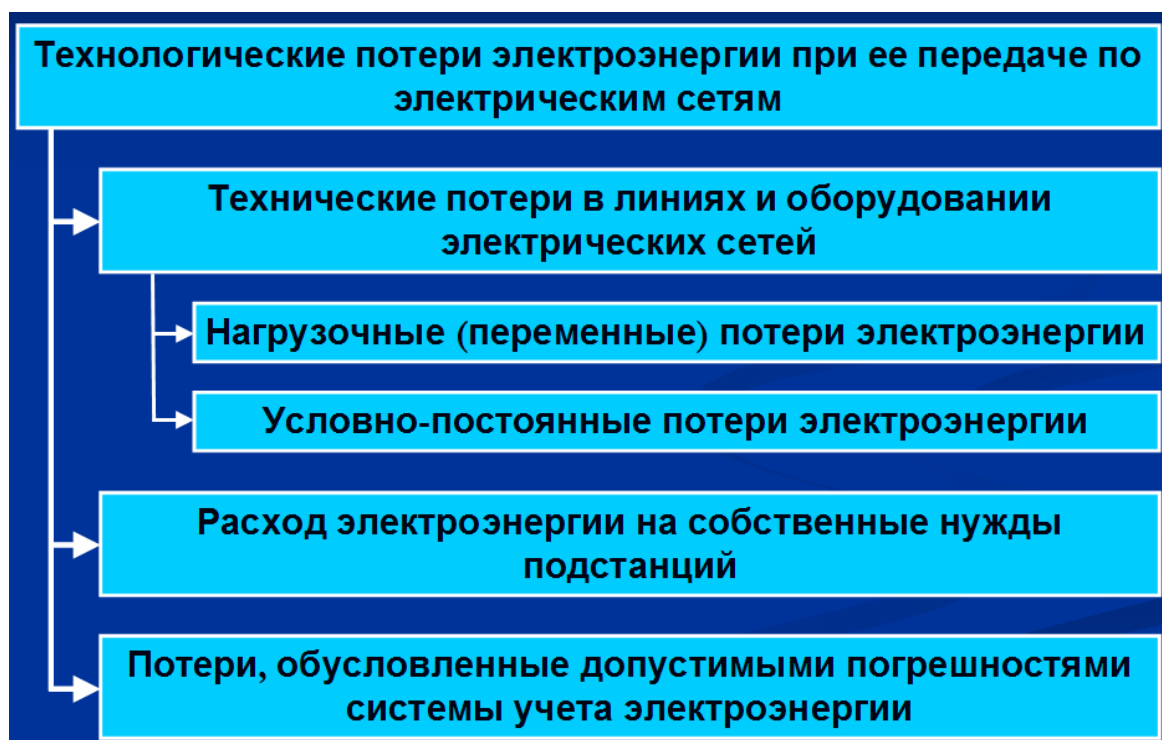 Технологические потери электроэнергии при ее передаче по
электрическим сетям
Технические потери в линиях и оборудовании
электрических сетей
Нагрузочные (переменные) потери электроэнергии
Условно-постоянные потери электроэнергии
Расход электроэнергии на собственные нужды
подстанций
Потери, обусловленные допустимыми погрешностями
системы учета электроэнергии